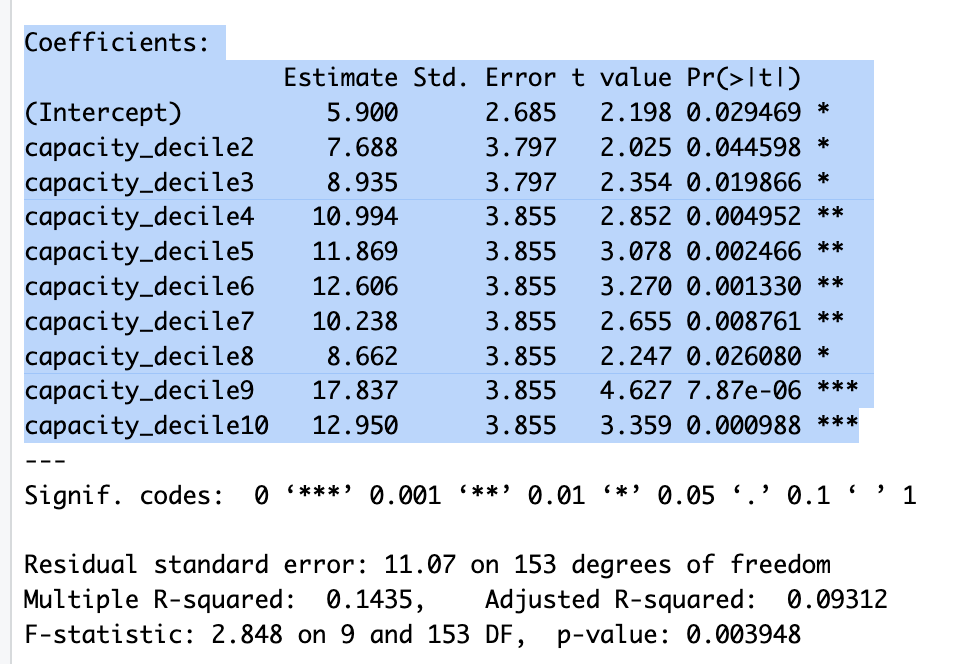 Coefficients:
                  Estimate Std. Error t value Pr(>|t|)
(Intercept)          5.900      2.685   2.198 0.029469 *
capacity_decile2     7.688      3.797   2.025 0.044598 *
capacity_decile3     8.935      3.797   2.354 0.019866 *
capacity_decile4    10.994      3.855   2.852 0.004952 **
capacity_decile5    11.869      3.855   3.078 0.002466 **
capacity_decile6    12.606      3.855   3.270 0.001330 **
capacity_decile7    10.238      3.855   2.655 0.008761 **
capacity_decile8     8.662      3.855   2.247 0.026080 *
capacity_decile9    17.837      3.855   4.627 7.87e-06 ***
capacity_decile10   12.950      3.855   3.359 0.000988 ***
---
Signif. codes:  0 ‘***’ 0.001 ‘**’ 0.01 ‘*’ 0.05 ‘.’ 0.1 ‘ ’ 1
Residual standard error: 11.07 on 153 degrees of freedom
Multiple R-squared:  0.1435,    Adjusted R-squared:  0.09312
F-statistic: 2.848 on 9 and 153 DF,  p-value: 0.003948